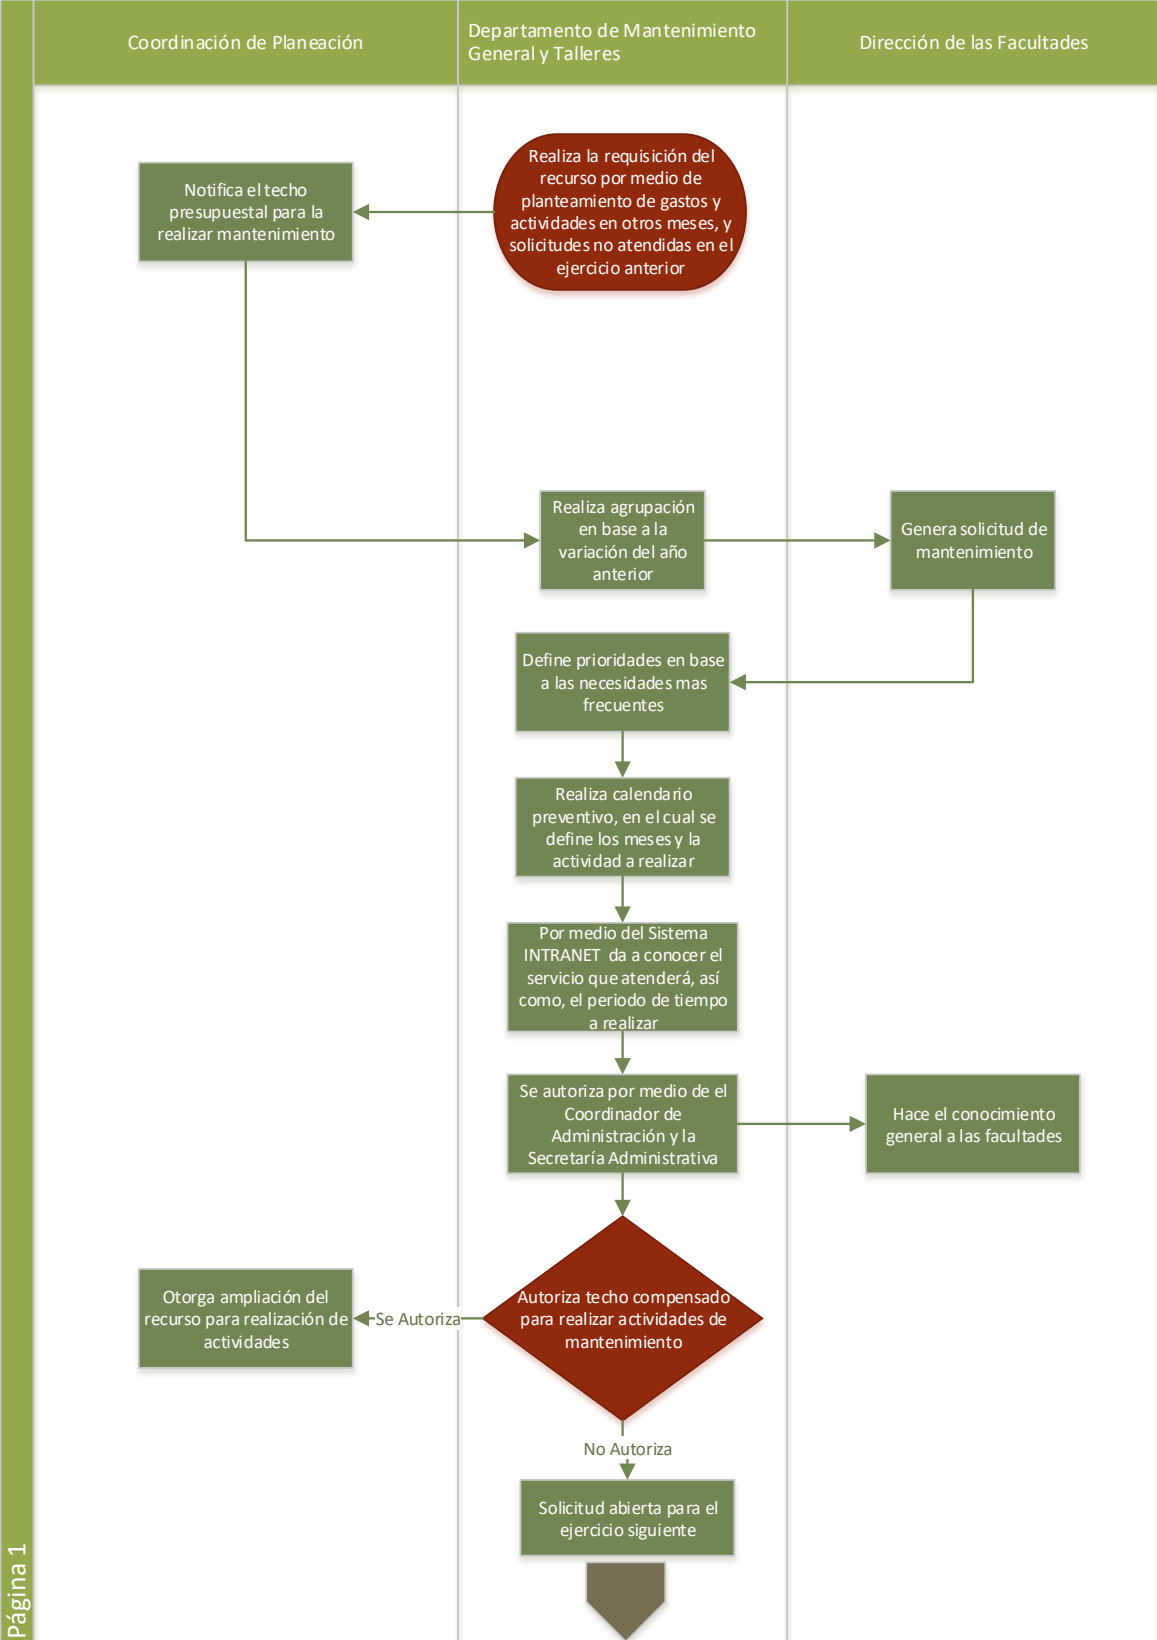 Coordinación de Planeación
Departamento de Mantenimiento
General y Talleres
Dirección de las Facultades
Realiza la requisición del
recurso por medio de
planteamiento de gastos y
actividades en otros meses, y
solicitudes no atendidas en el
ejercicio anterior
Notifica el techo
presupuestal para la
realizar mantenimiento
Realiza agrupación
en base a la
variación del año
anterior
Genera solicitud de
mantenimiento
Define prioridades en base
a las necesidades mas
frecuentes
Realiza calendario
preventivo, en el cual se
define los meses y la
actividad a realizar
Por medio del Sistema
INTRANET da a conocer el
servicio que atenderá, así
como, el periodo de tiempo
a realizar
Se autoriza por medio de el
Coordinador de
Administración y la
Secretaría Administrativa
Hace el conocimiento
general a las facultades
Autoriza techo compensado
para realizar actividades de
mantenimiento
Se Autoriza
Otorga ampliación del
recurso para realización de
actividades
No Autoriza
Solicitud abierta para el
ejercicio siguiente
Página 1